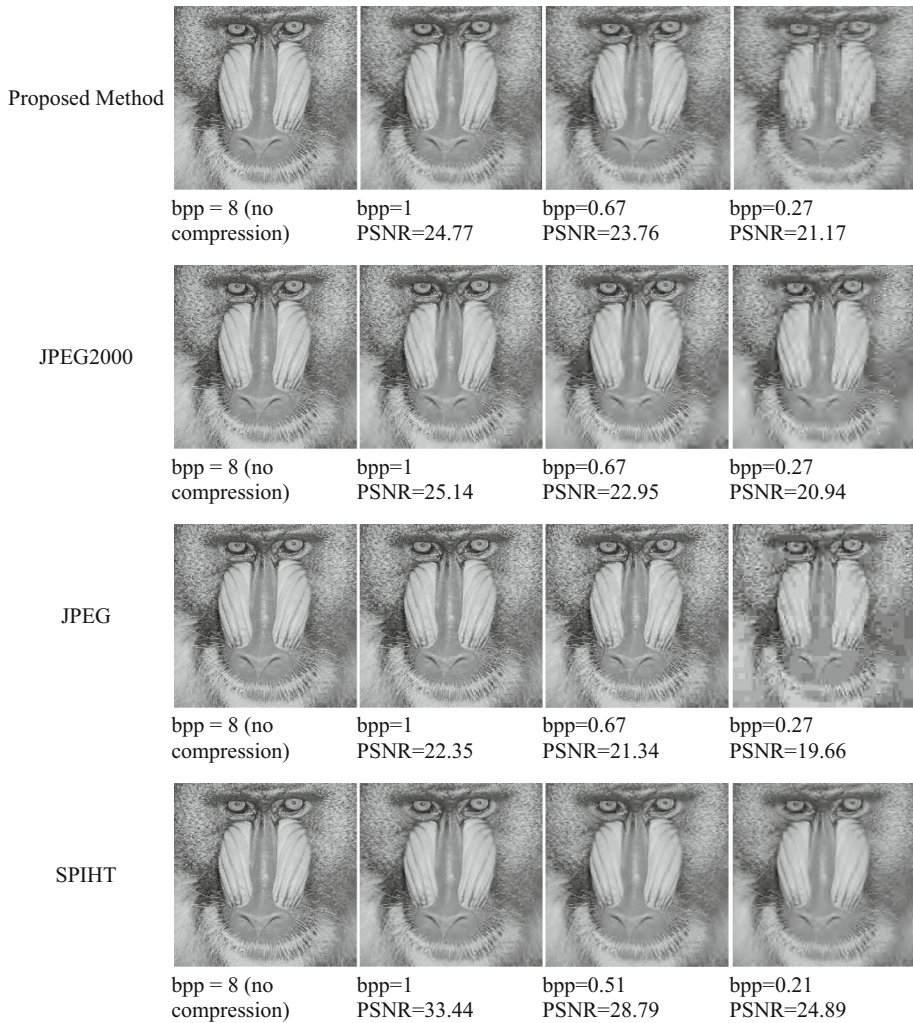 Proposed Method
bpp = 8 (no compression)
bpp=1
PSNR=24.77
bpp=0.67
PSNR=23.76
bpp=0.27
PSNR=21.17
JPEG2000
bpp = 8 (no compression)
bpp=1
PSNR=25.14
bpp=0.67
PSNR=22.95
bpp=0.27
PSNR=20.94
JPEG
bpp = 8 (no compression)
bpp=1
PSNR=22.35
bpp=0.67
PSNR=21.34
bpp=0.27
PSNR=19.66
SPIHT
bpp = 8 (no compression)
bpp=1
PSNR=33.44
bpp=0.51
PSNR=28.79
bpp=0.21
PSNR=24.89